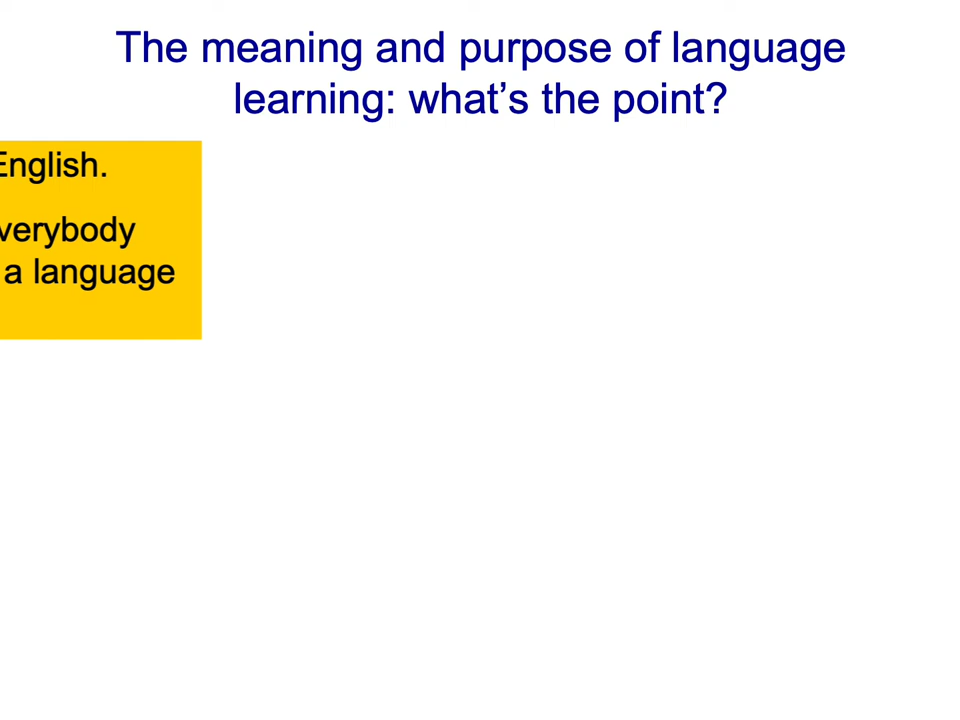 The meaning and purpose of language
learning: what’s the point?
English.
verybody
a language